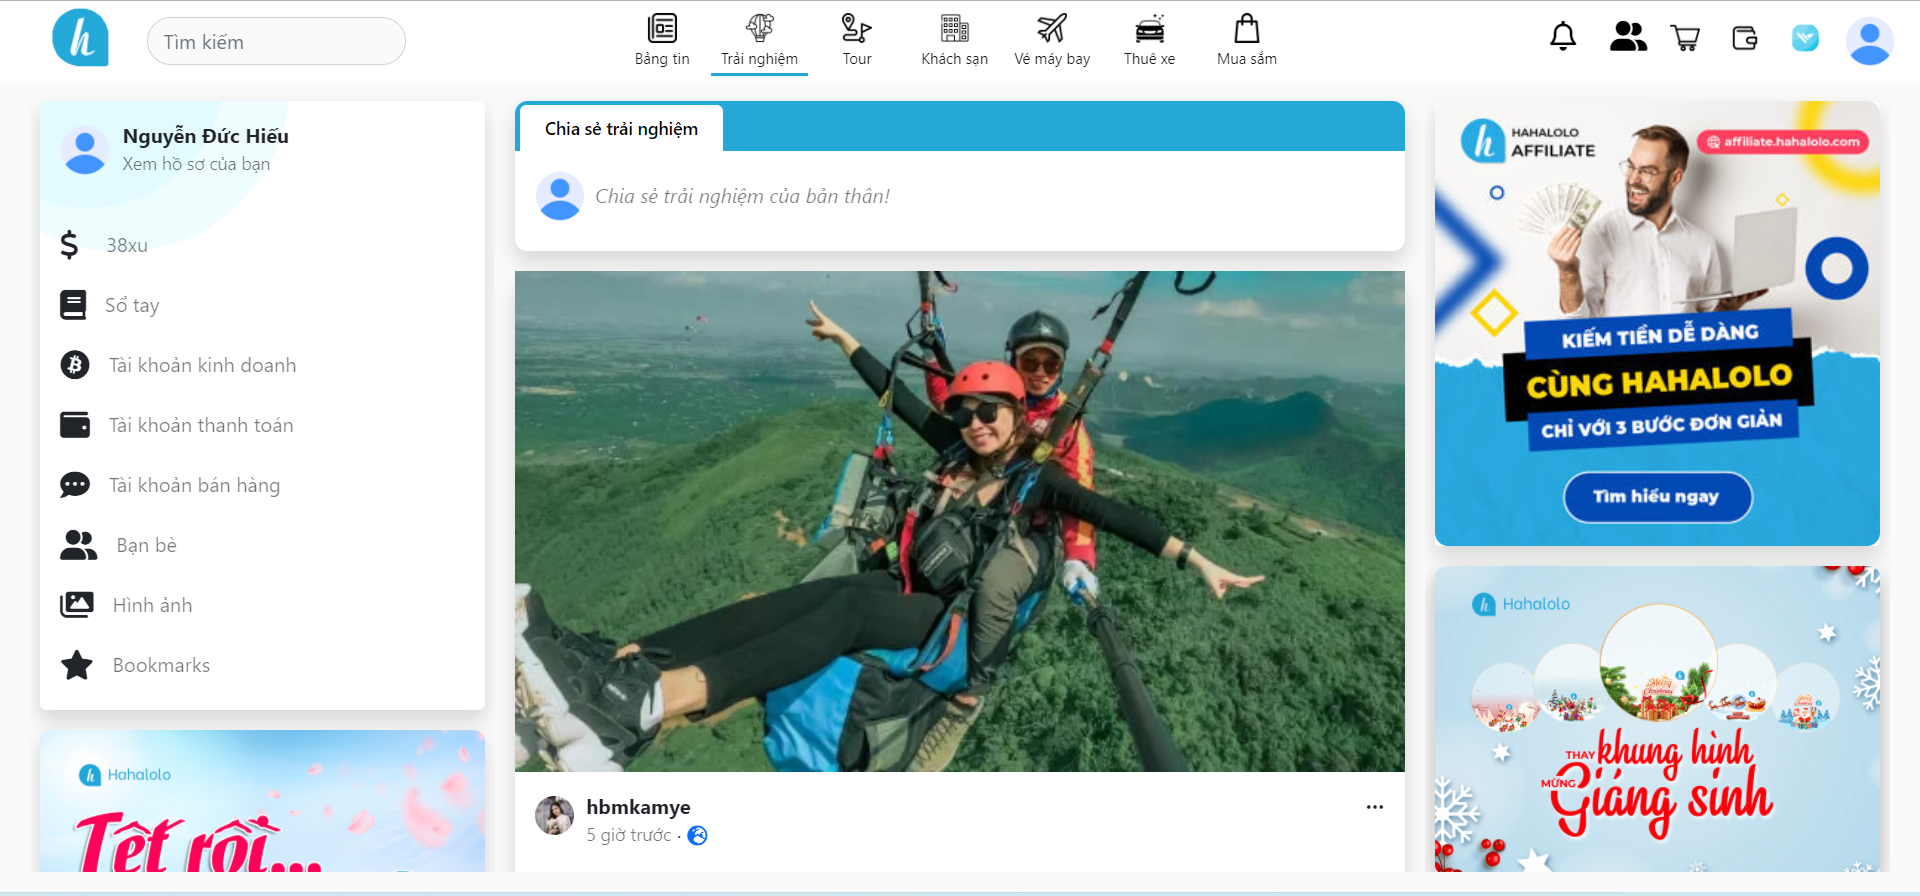 h
Tìm kiếm
Bảng tin
Trải nghiệm
Tour
Khách sạn
Vé máy bay
Thuê xe
Mua sắm
Nguyễn Đức Hiếu
Xem hồ sơ của bạn
38xu
Sổ tay
Tài khoản kinh doanh
Tài khoản thanh toán
Tài khoản bán hàng
Bạn bè
Hình ảnh
Bookmarks
h Hahalolo
Tết rồi...
Chia sẻ trải nghiệm
Chia sẻ trải nghiệm của bản thân!
hbmkamye
5 giờ trước ·
h HAHALOLO
AFFILIATE
affiliate.hahalolo.com
KIẾM TIỀN DỄ DÀNG
CÙNG HAHALOLO
CHỈ VỚI 3 BƯỚC ĐƠN GIẢN
Tìm hiểu ngay
h Hahalolo
Merry
Christmas
THAY khung hình
MỪNG Giáng sinh